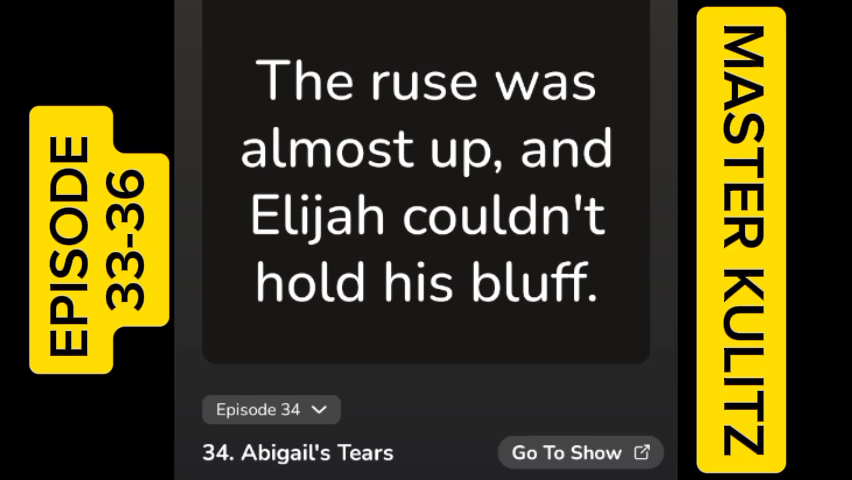 EPISODE
33-36
The ruse was
almost up, and
Elijah couldn't
hold his bluff.
Episode 34
34. Abigail's Tears
Go To Show
MASTER KULITZ